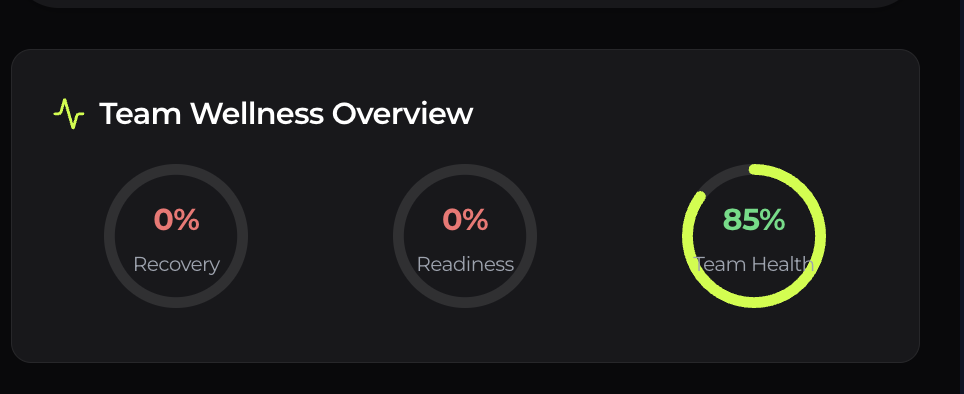 Team Wellness Overview
0%
Recovery
0%
Readiness
85%
Team Health